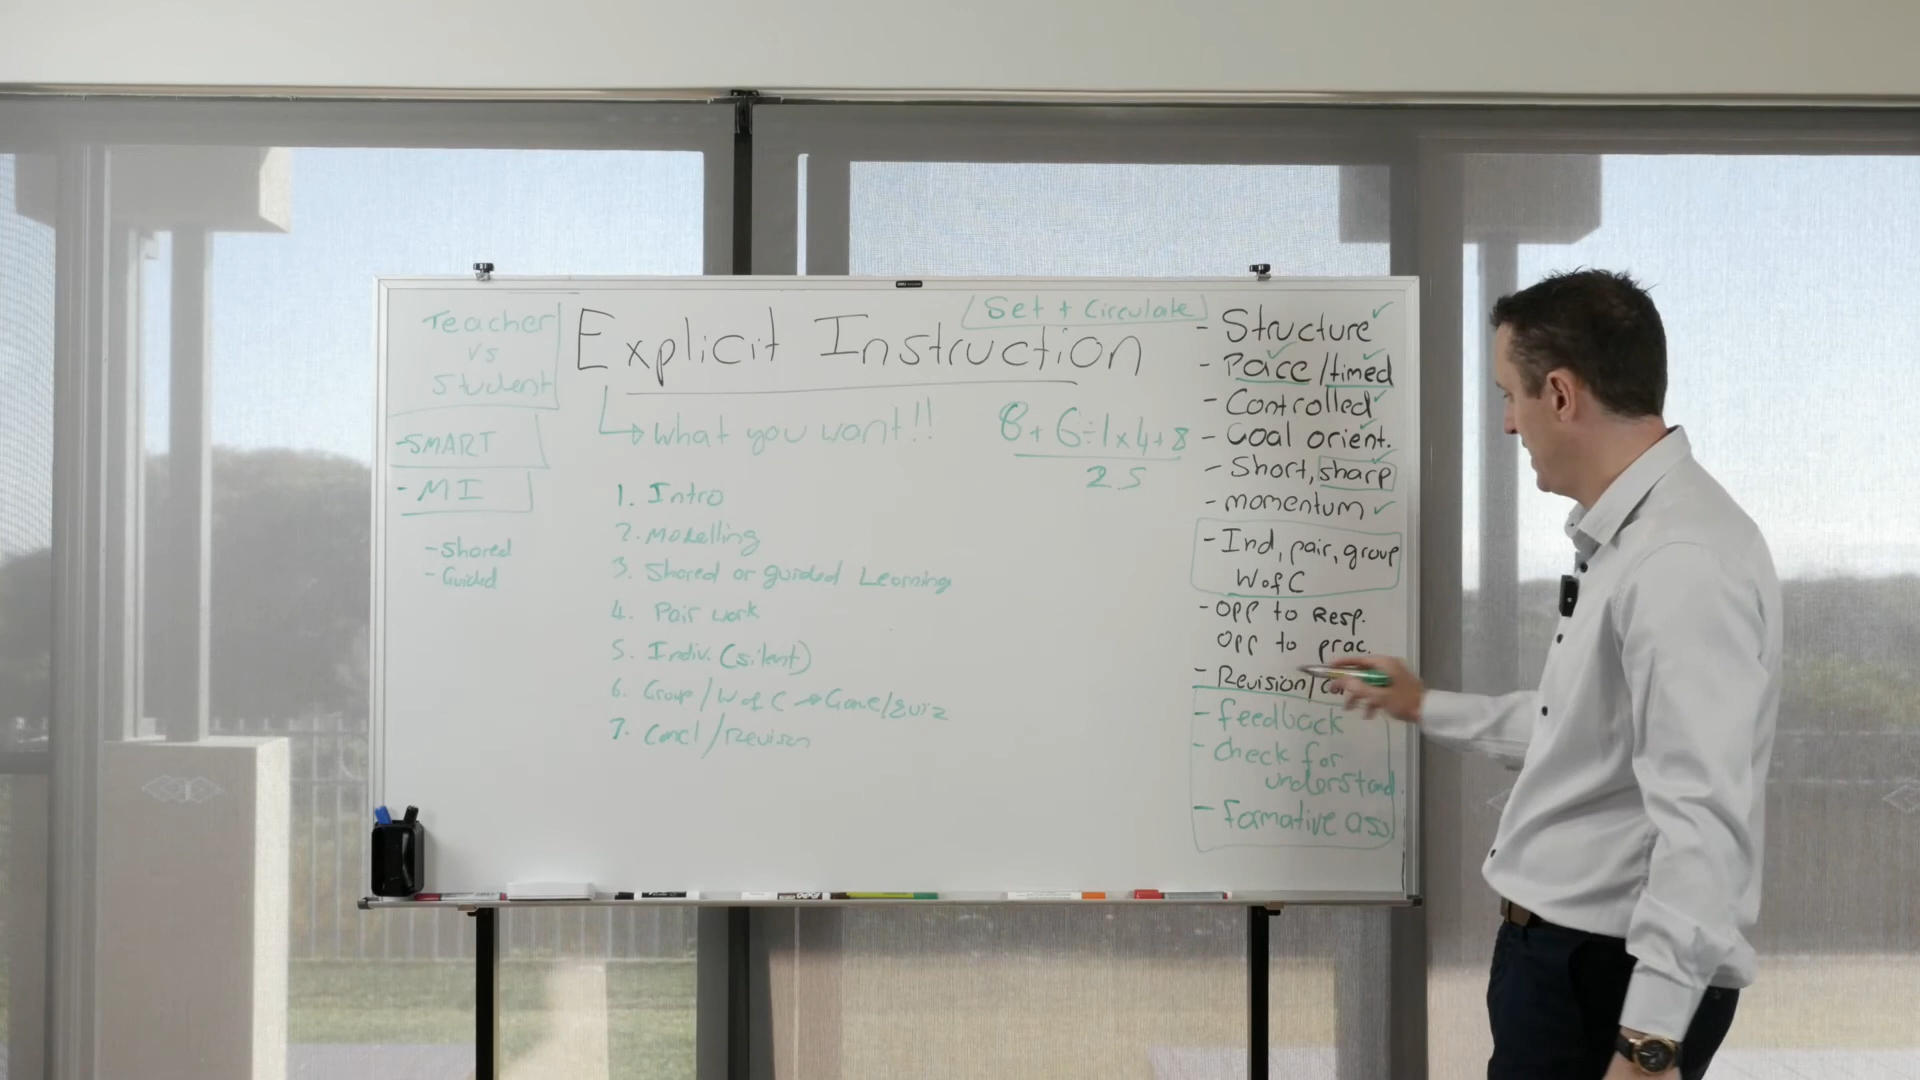 Teacher
vs
Student
-SMART
- MI
- Shared
- Guided
Set + Circulate
Explicit Instruction
what you want!!
8 + 6 ÷ 1 x 4 + 8
25
1. Intro
2. Modelling
3. Shared or guided Learning
4. Pair work
5. Indiv. (silent)
6. Group / W of C → Game/quiz
7. Concl / Revision
- Structure ✓
- Pace / timed
- Controlled ✓
- Goal orient.
- Short, sharp
- momentum ✓
- Ind, pair, group
W of C
- Opp to Resp.
Opp to prac.
- Revision/
- feedback
- check for
understand.
- Formative ass